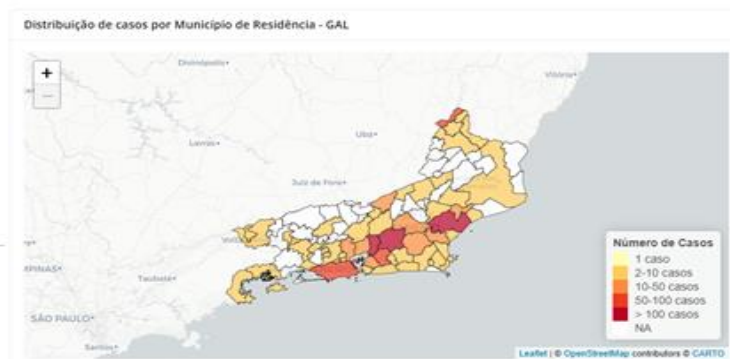 Distribuição de casos por Município de Residência - GAL
+
−
Divinópolis
Vitória
Lavras
Ubá
Juiz de Fora
Volta
PINAS
Taubaté
SÃO PAULO
Santos
Número de Casos
1 caso
2-10 casos
10-50 casos
50-100 casos
> 100 casos
NA
Leaflet | © OpenStreetMap contributors © CARTO